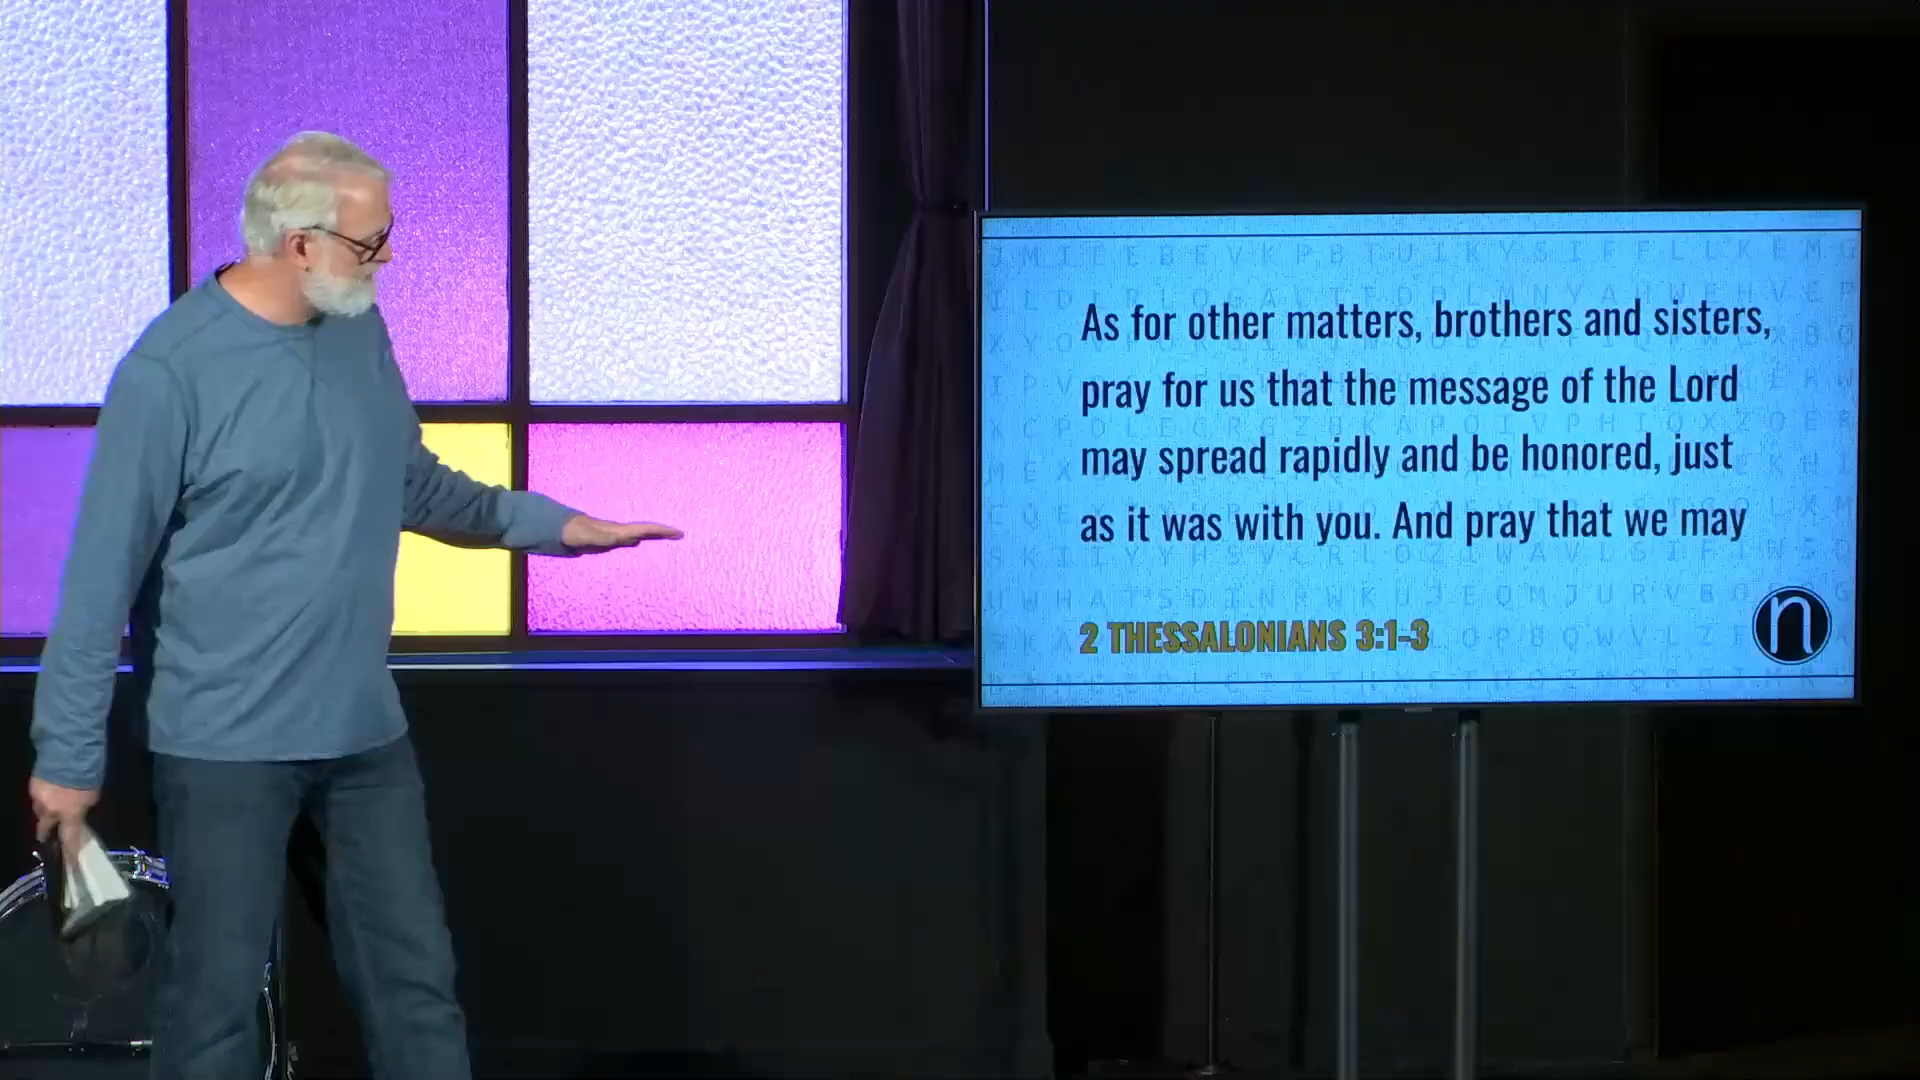 As for other matters, brothers and sisters,
pray for us that the message of the Lord
may spread rapidly and be honored, just
as it was with you. And pray that we may
2 THESSALONIANS 3:1-3
n